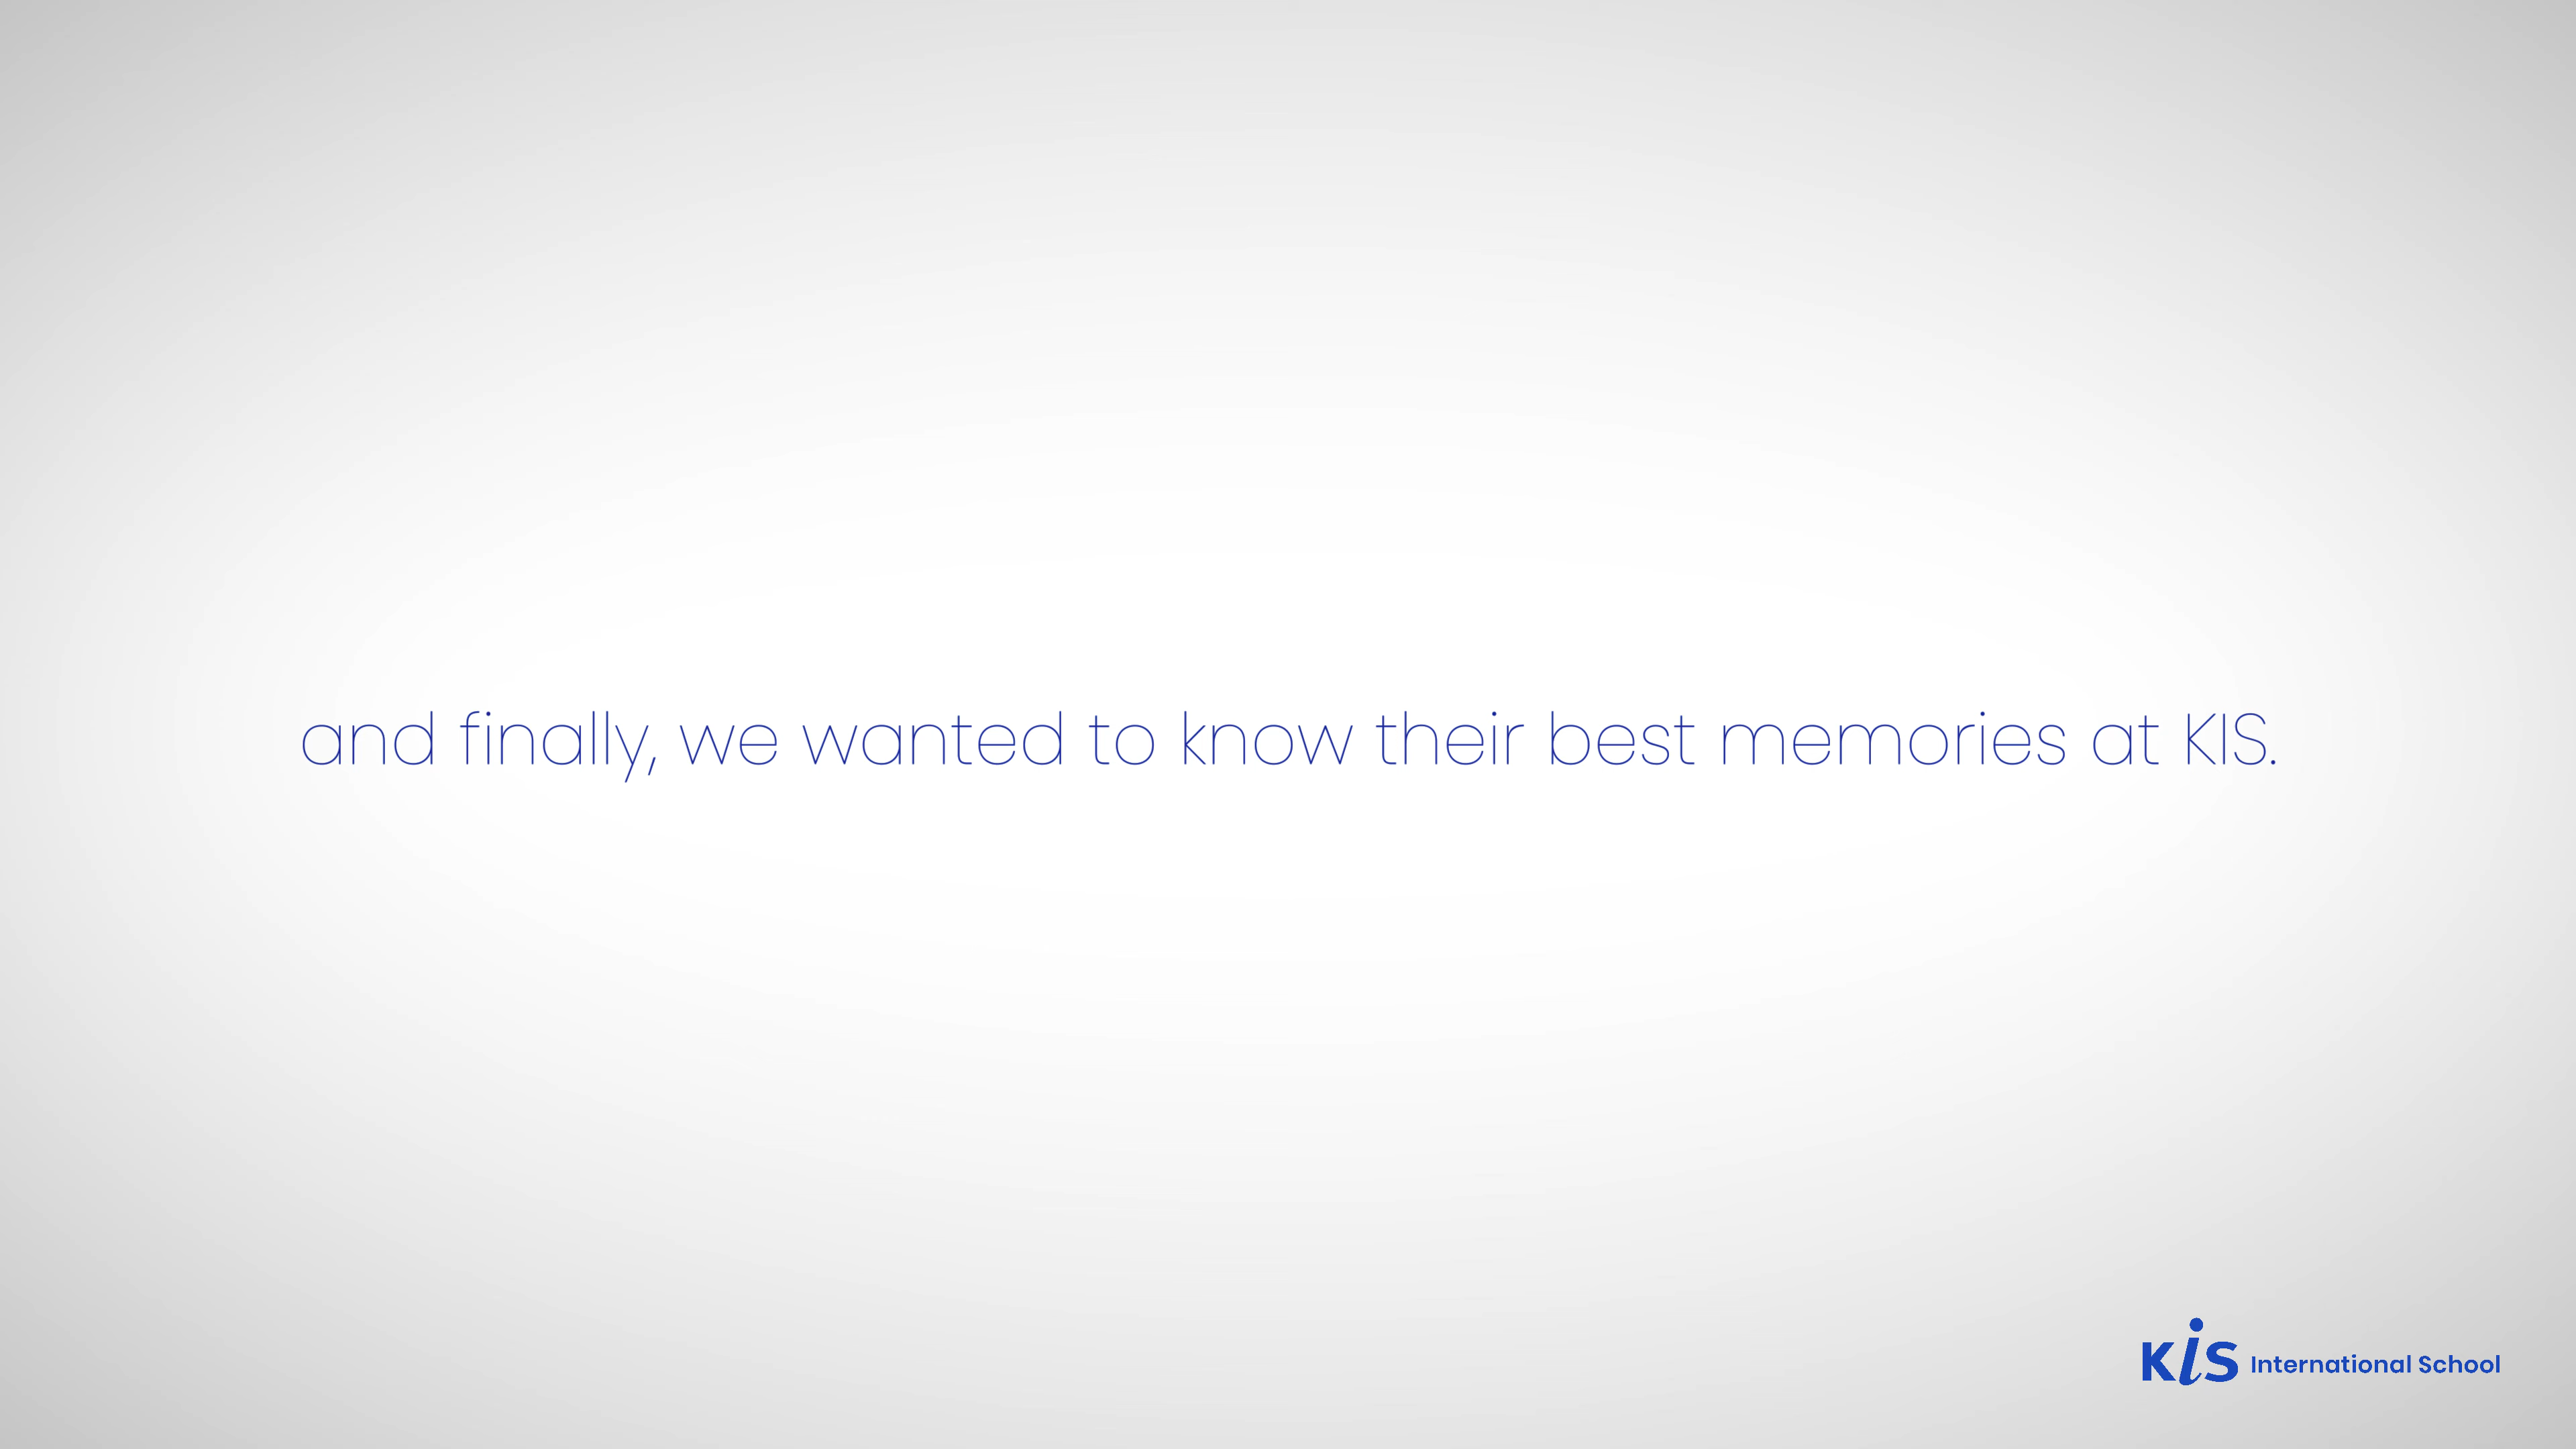 and finally, we wanted to know their best memories at KIS.
KiS International School